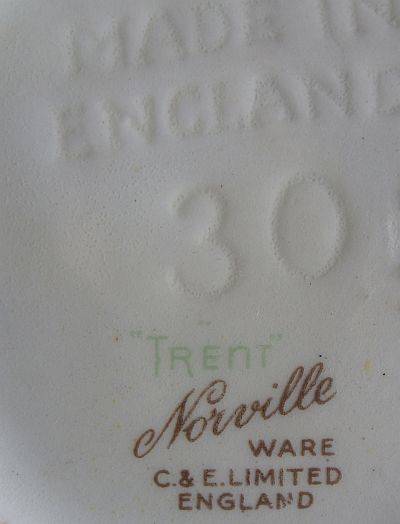 MADE IN
ENGLAND
30
"TRENT"
Norville
WARE
C.& E.LIMITED
ENGLAND